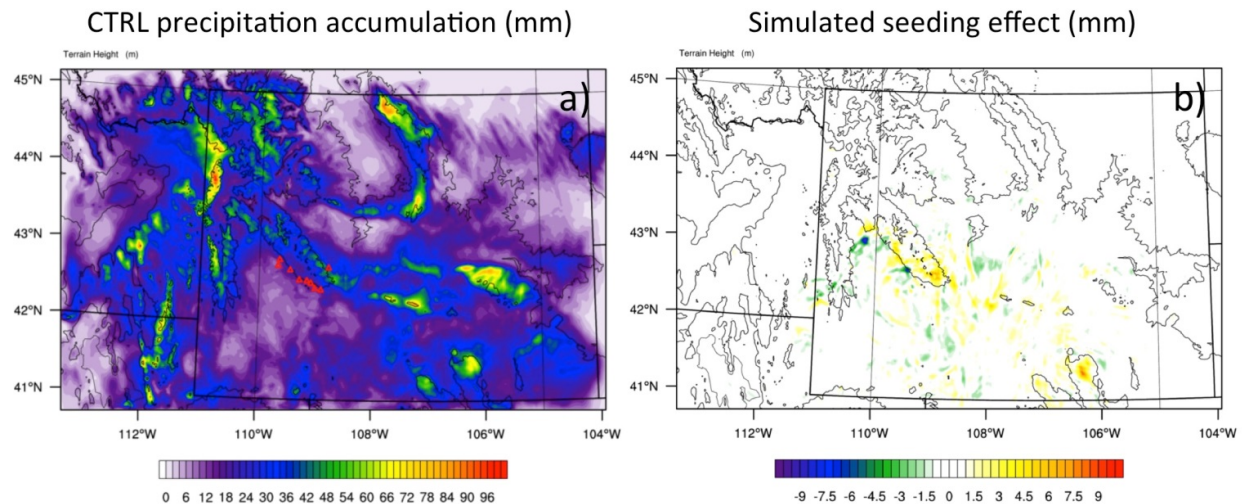 CTRL precipitation accumulation (mm)
Simulated seeding effect (mm)
Terrain Height (m)
Terrain Height (m)
a)
b)
45°N
44°N
43°N
42°N
41°N
45°N
44°N
43°N
42°N
41°N
112°W 110°W 108°W 106°W 104°W
112°W 110°W 108°W 106°W 104°W
0 6 12 18 24 30 36 42 48 54 60 66 72 78 84 90 96
-9 -7.5 -6 -4.5 -3 -1.5 0 1.5 3 4.5 6 7.5 9